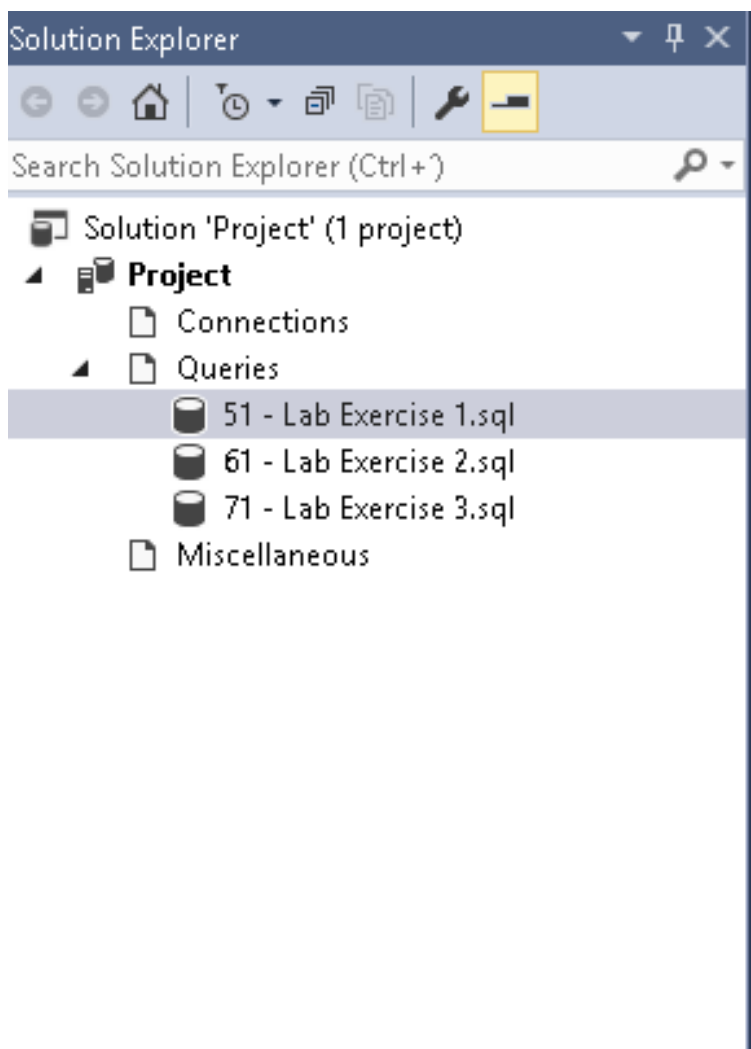 Solution Explorer
Search Solution Explorer (Ctrl+´)
Solution 'Project' (1 project)
Project
Connections
Queries
51 - Lab Exercise 1.sql
61 - Lab Exercise 2.sql
71 - Lab Exercise 3.sql
Miscellaneous